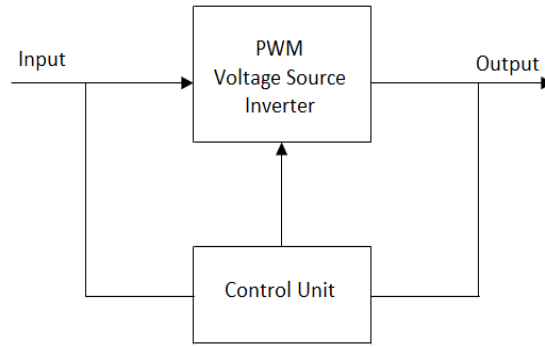 Input
PWM
Voltage Source
Inverter
Output
Control Unit